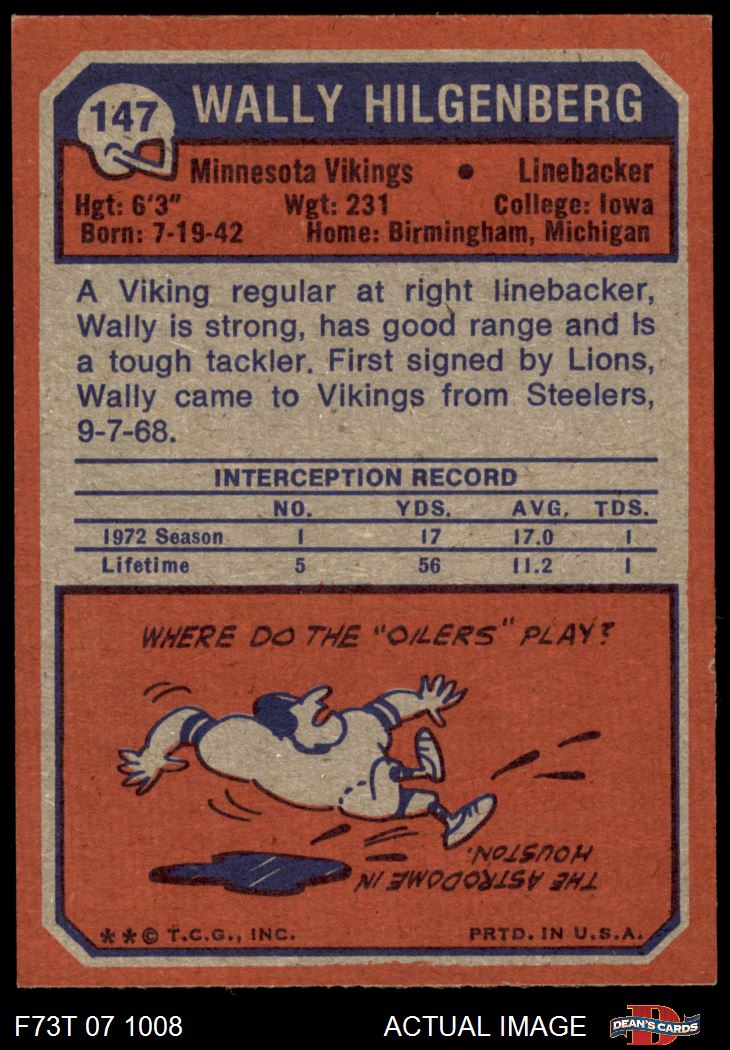 147
WALLY HILGENBERG
Minnesota Vikings • Linebacker
Hgt: 6'3" Wgt: 231 College: Iowa
Born: 7-19-42 Home: Birmingham, Michigan
A Viking regular at right linebacker,
Wally is strong, has good range and is
a tough tackler. First signed by Lions,
Wally came to Vikings from Steelers,
9-7-68.
INTERCEPTION RECORD
NO. YDS. AVG. TDS.
1972 Season 1 17 17.0 1
Lifetime 5 56 11.2 1
WHERE DO THE "OILERS" PLAY?
THE ASTRODOME IN
HOUSTON.
**© T.C.G., INC. PRTD. IN U.S.A.
F73T 07 1008 ACTUAL IMAGE
D
DEAN'S CARDS